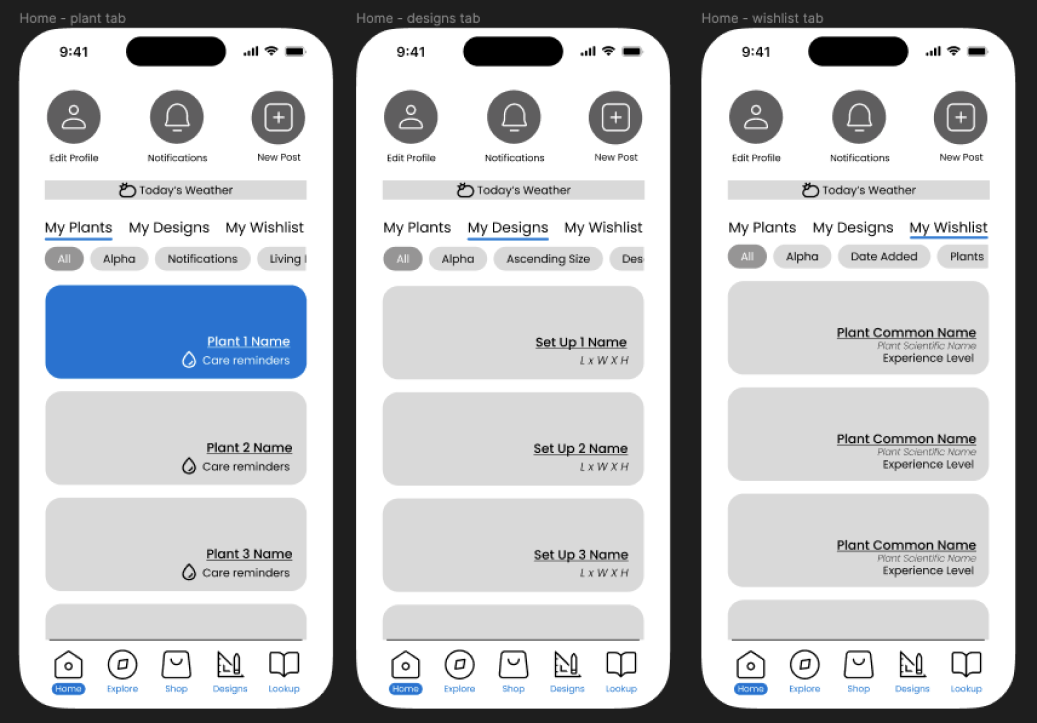 Home - plant tab
9:41
Edit Profile Notifications New Post
Today's Weather
My Plants My Designs My Wishlist
All Alpha Notifications Living
Plant 1 Name
Care reminders
Plant 2 Name
Care reminders
Plant 3 Name
Care reminders
Home Explore Shop Designs Lookup
Home - designs tab
9:41
Edit Profile Notifications New Post
Today's Weather
My Plants My Designs My Wishlist
All Alpha Ascending Size Des
Set Up 1 Name
L x W X H
Set Up 2 Name
L x W X H
Set Up 3 Name
L x W X H
Home Explore Shop Designs Lookup
Home - wishlist tab
9:41
Edit Profile Notifications New Post
Today's Weather
My Plants My Designs My Wishlist
All Alpha Date Added Plants
Plant Common Name
Plant Scientific Name
Experience Level
Plant Common Name
Plant Scientific Name
Experience Level
Plant Common Name
Plant Scientific Name
Experience Level
Home Explore Shop Designs Lookup